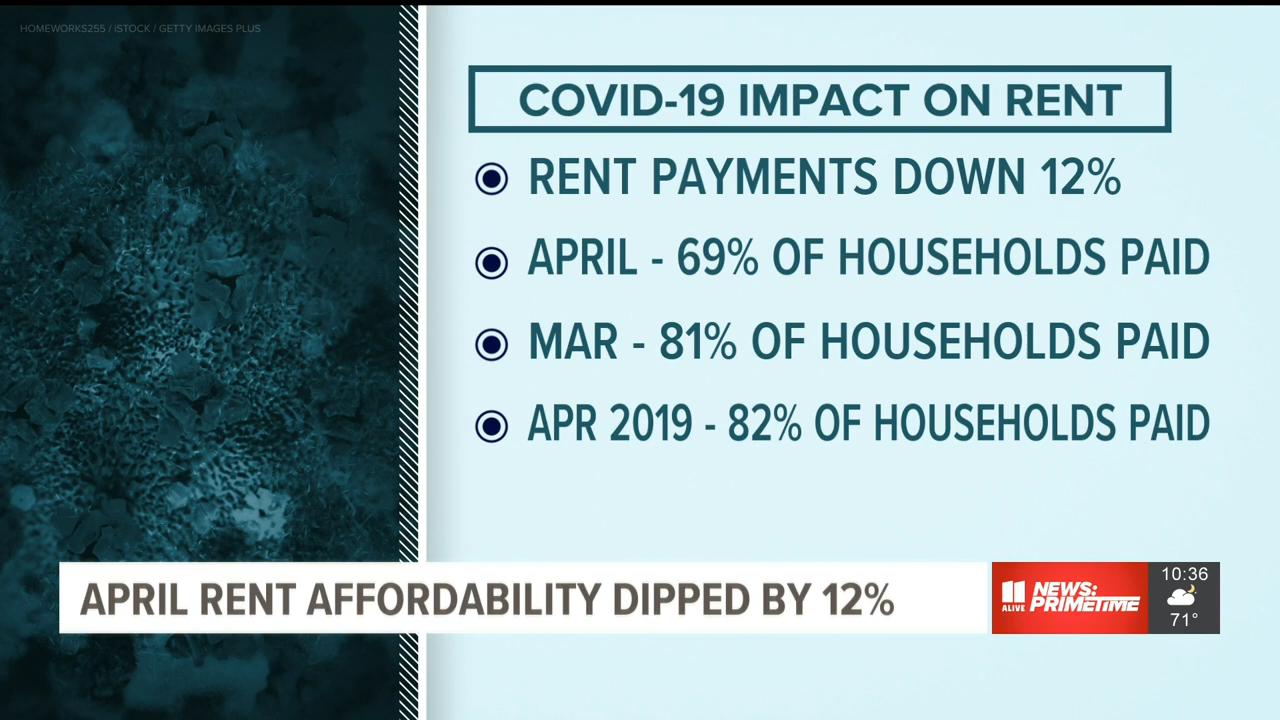 HOMEWORKS255 / iSTOCK / GETTY IMAGES PLUS
COVID-19 IMPACT ON RENT
RENT PAYMENTS DOWN 12%
APRIL - 69% OF HOUSEHOLDS PAID
MAR - 81% OF HOUSEHOLDS PAID
APR 2019 - 82% OF HOUSEHOLDS PAID
APRIL RENT AFFORDABILITY DIPPED BY 12%
11 ALIVE
NEWS:
PRIMETIME
10:36
71°